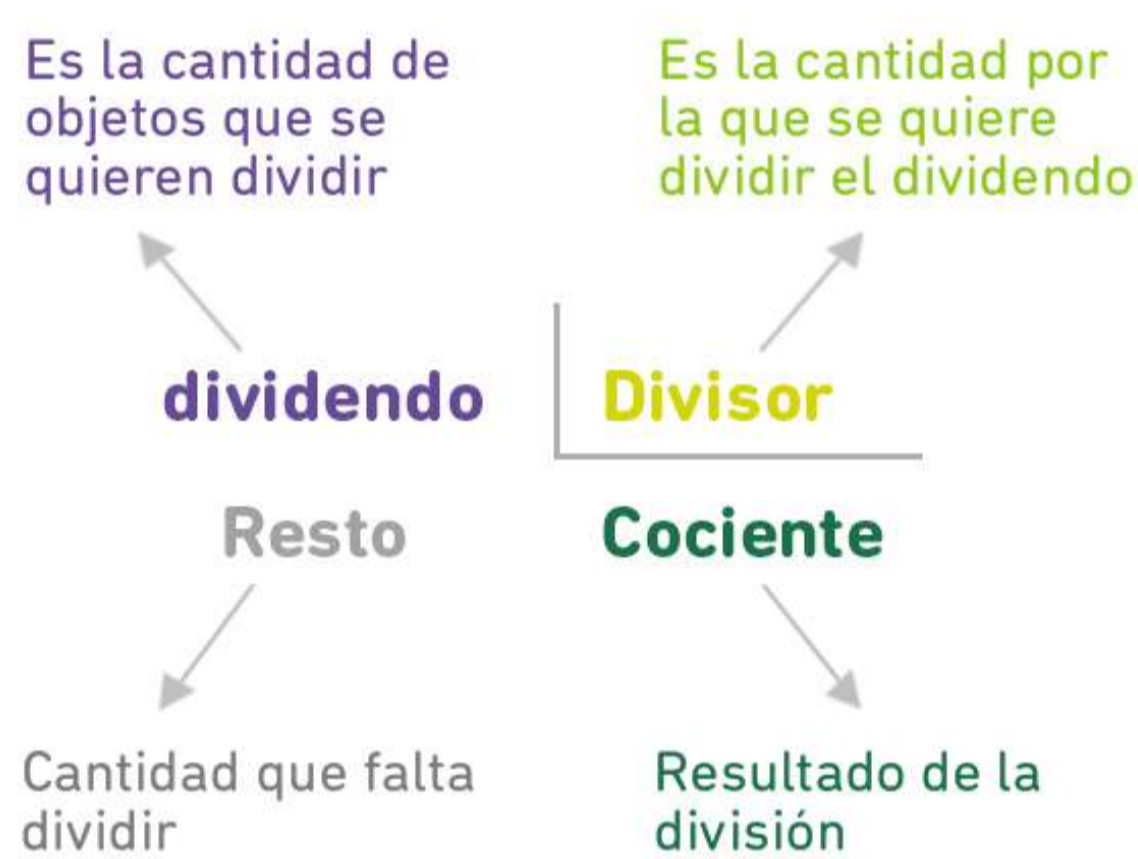 Es la cantidad de
objetos que se
quieren dividir
Es la cantidad por
la que se quiere
dividir el dividendo
dividendo
Divisor
Resto
Cociente
Cantidad que falta
dividir
Resultado de la
división